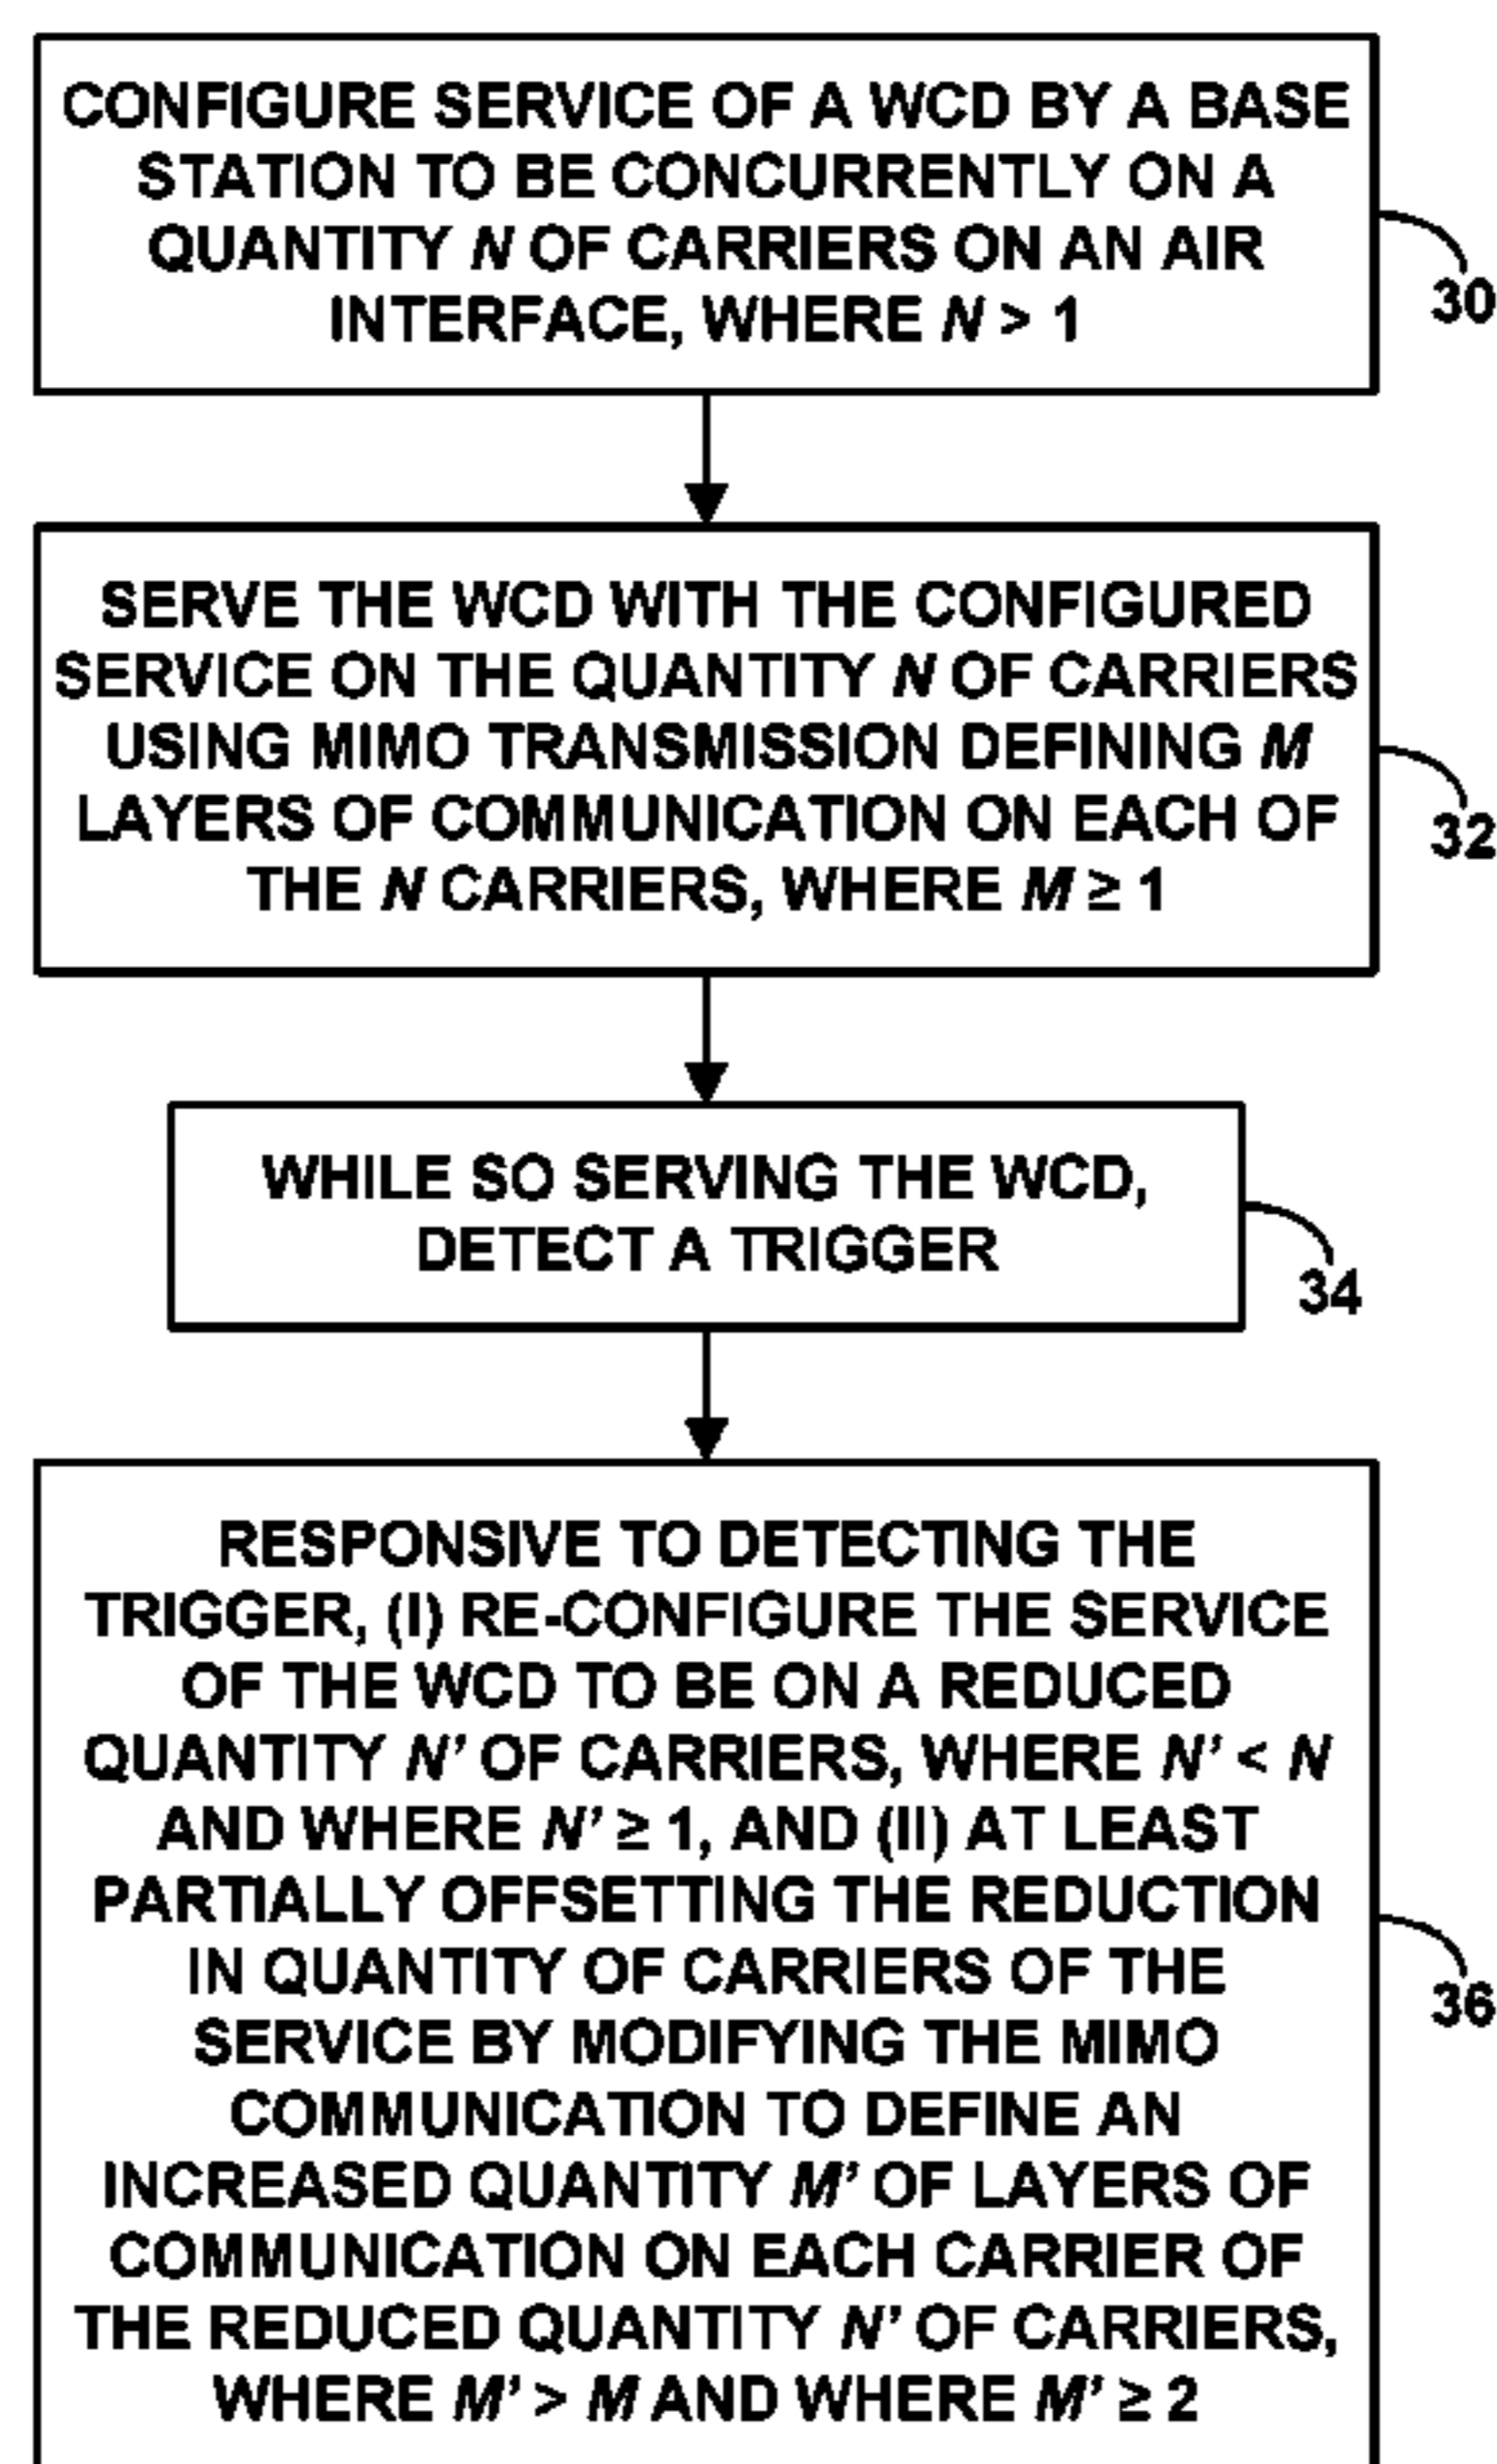 CONFIGURE SERVICE OF A WCD BY A BASE
STATION TO BE CONCURRENTLY ON A
QUANTITY N OF CARRIERS ON AN AIR
INTERFACE, WHERE N > 1
30
SERVE THE WCD WITH THE CONFIGURED
SERVICE ON THE QUANTITY N OF CARRIERS
USING MIMO TRANSMISSION DEFINING M
LAYERS OF COMMUNICATION ON EACH OF
THE N CARRIERS, WHERE M ≥ 1
32
WHILE SO SERVING THE WCD,
DETECT A TRIGGER
34
RESPONSIVE TO DETECTING THE
TRIGGER, (I) RE-CONFIGURE THE SERVICE
OF THE WCD TO BE ON A REDUCED
QUANTITY N’ OF CARRIERS, WHERE N’ < N
AND WHERE N’ ≥ 1, AND (II) AT LEAST
PARTIALLY OFFSETTING THE REDUCTION
IN QUANTITY OF CARRIERS OF THE
SERVICE BY MODIFYING THE MIMO
COMMUNICATION TO DEFINE AN
INCREASED QUANTITY M’ OF LAYERS OF
COMMUNICATION ON EACH CARRIER OF
THE REDUCED QUANTITY N’ OF CARRIERS,
WHERE M’ > M AND WHERE M’ ≥ 2
36